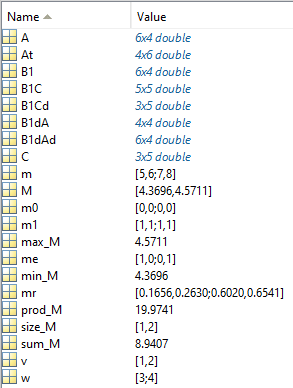 Name Value
A 6x4 double
At 4x6 double
B1 6x4 double
B1C 5x5 double
B1Cd 3x5 double
B1dA 4x4 double
B1dAd 6x4 double
C 3x5 double
m [5,6;7,8]
M [4.3696,4.5711]
m0 [0,0;0,0]
m1 [1,1;1,1]
max_M 4.5711
me [1,0;0,1]
min_M 4.3696
mr [0.1656,0.2630;0.6020,0.6541]
prod_M 19.9741
size_M [1,2]
sum_M 8.9407
v [1,2]
w [3;4]